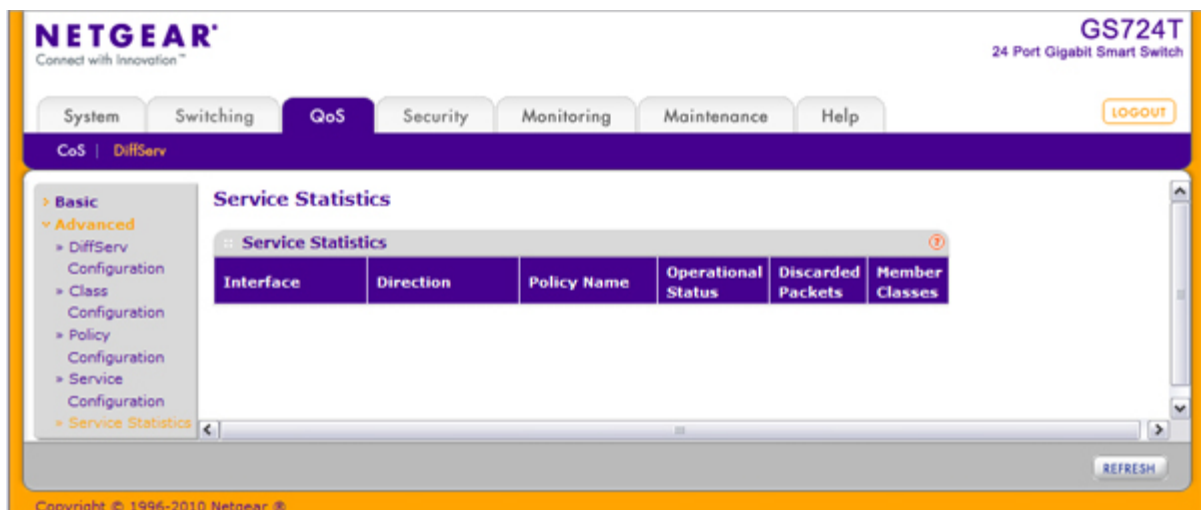 NETGEAR®
Connect with Innovation™
GS724T
24 Port Gigabit Smart Switch
System
Switching
QoS
Security
Monitoring
Maintenance
Help
LOGOUT
CoS | DiffServ
Basic
Advanced
» DiffServ
Configuration
» Class
Configuration
» Policy
Configuration
» Service
Configuration
» Service Statistics
Service Statistics
Service Statistics
?
Interface
Direction
Policy Name
Operational
Status
Discarded
Packets
Member
Classes
REFRESH
Copyright © 1996-2010 Netgear ®